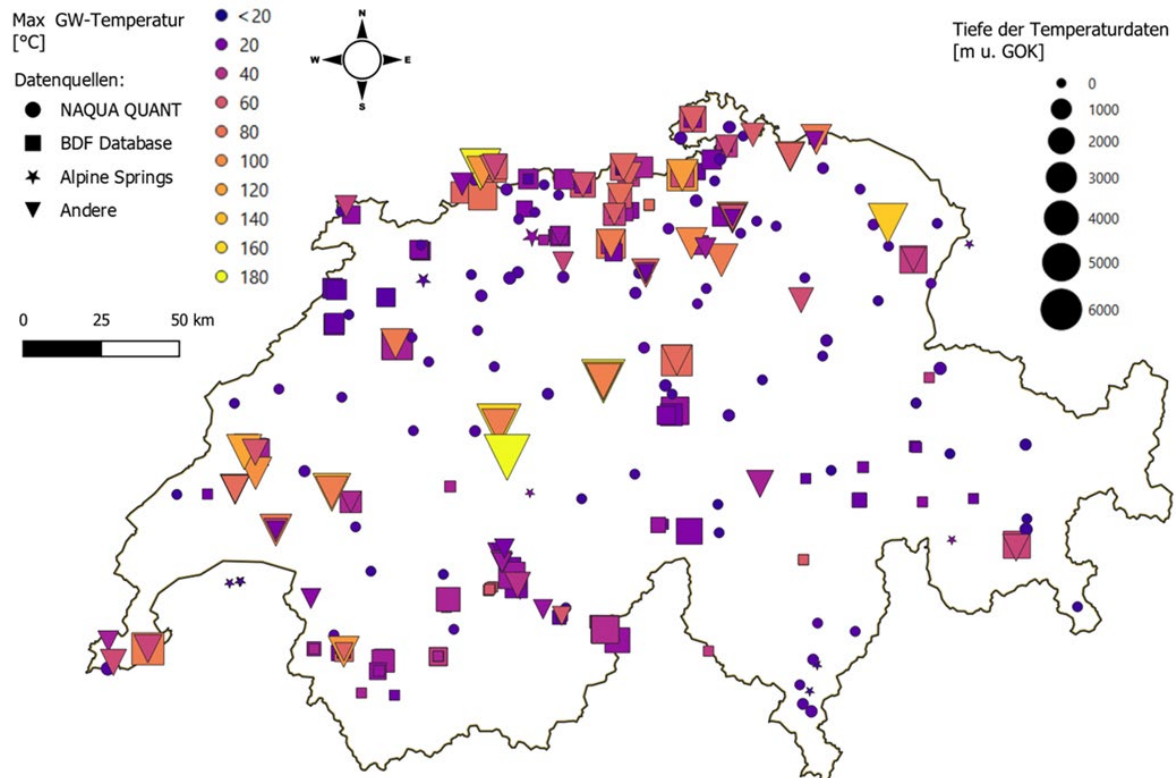 Max GW-Temperatur
[°C]
Datenquellen:
NAQUA QUANT
BDF Database
Alpine Springs
Andere
<20
20
40
60
80
100
120
140
160
180
N
W E
S
0 25 50 km
Tiefe der Temperaturdaten
[m u. GOK]
0
1000
2000
3000
4000
5000
6000